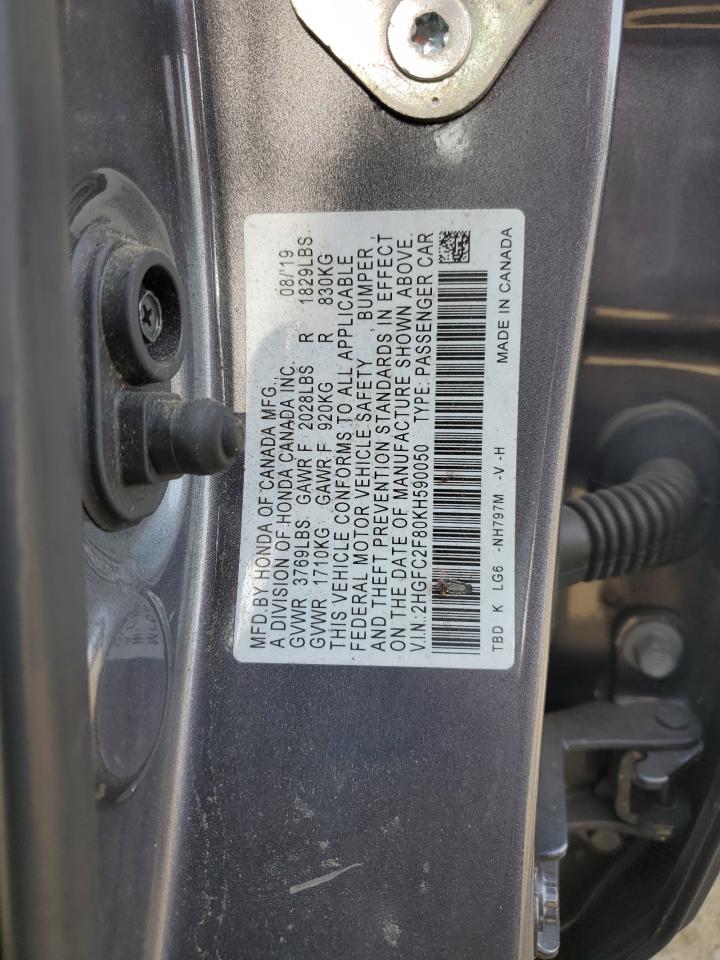 MFD.BY HONDA OF CANADA MFG., 08/'19
A DIVISION OF HONDA CANADA INC.
GVWR 3769LBS. GAWR F 2028LBS R 1829LBS.
GVWR 1710KG GAWR F 920KG R 830KG
THIS VEHICLE CONFORMS TO ALL APPLICABLE
FEDERAL MOTOR VEHICLE SAFETY, BUMPER,
AND THEFT PREVENTION STANDARDS IN EFFECT
ON THE DATE OF MANUFACTURE SHOWN ABOVE.
V.I.N.:2HGFC2F80KH590050 TYPE: PASSENGER CAR
TBD K LG6 -NH797M -V -H MADE IN CANADA